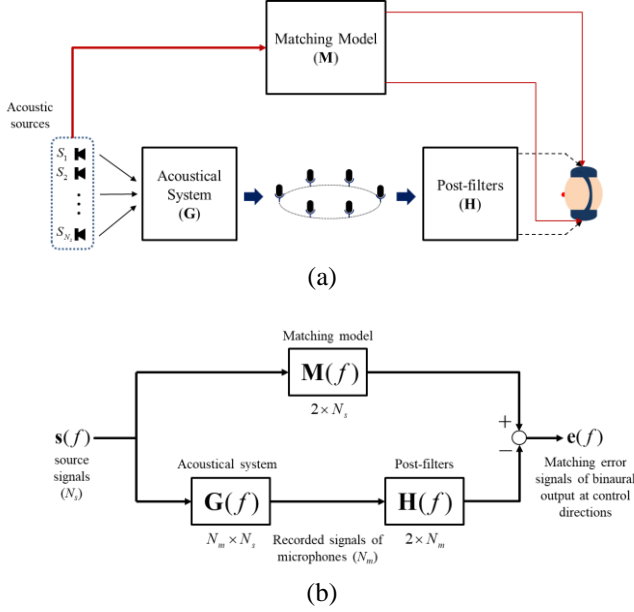 Matching Model
(M)
Acoustic
sources
S₁
S₂
S_{N_s}
Acoustical
System
(G)
Post-filters
(H)
(a)
Matching model
M(f)
2 × Nₛ
s(f)
source
signals
(Nₛ)
Acoustical system
G(f)
Nₘ × Nₛ
Recorded signals of
microphones (Nₘ)
Post-filters
H(f)
2 × Nₘ
+
−
e(f)
Matching error
signals of binaural
output at control
directions
(b)